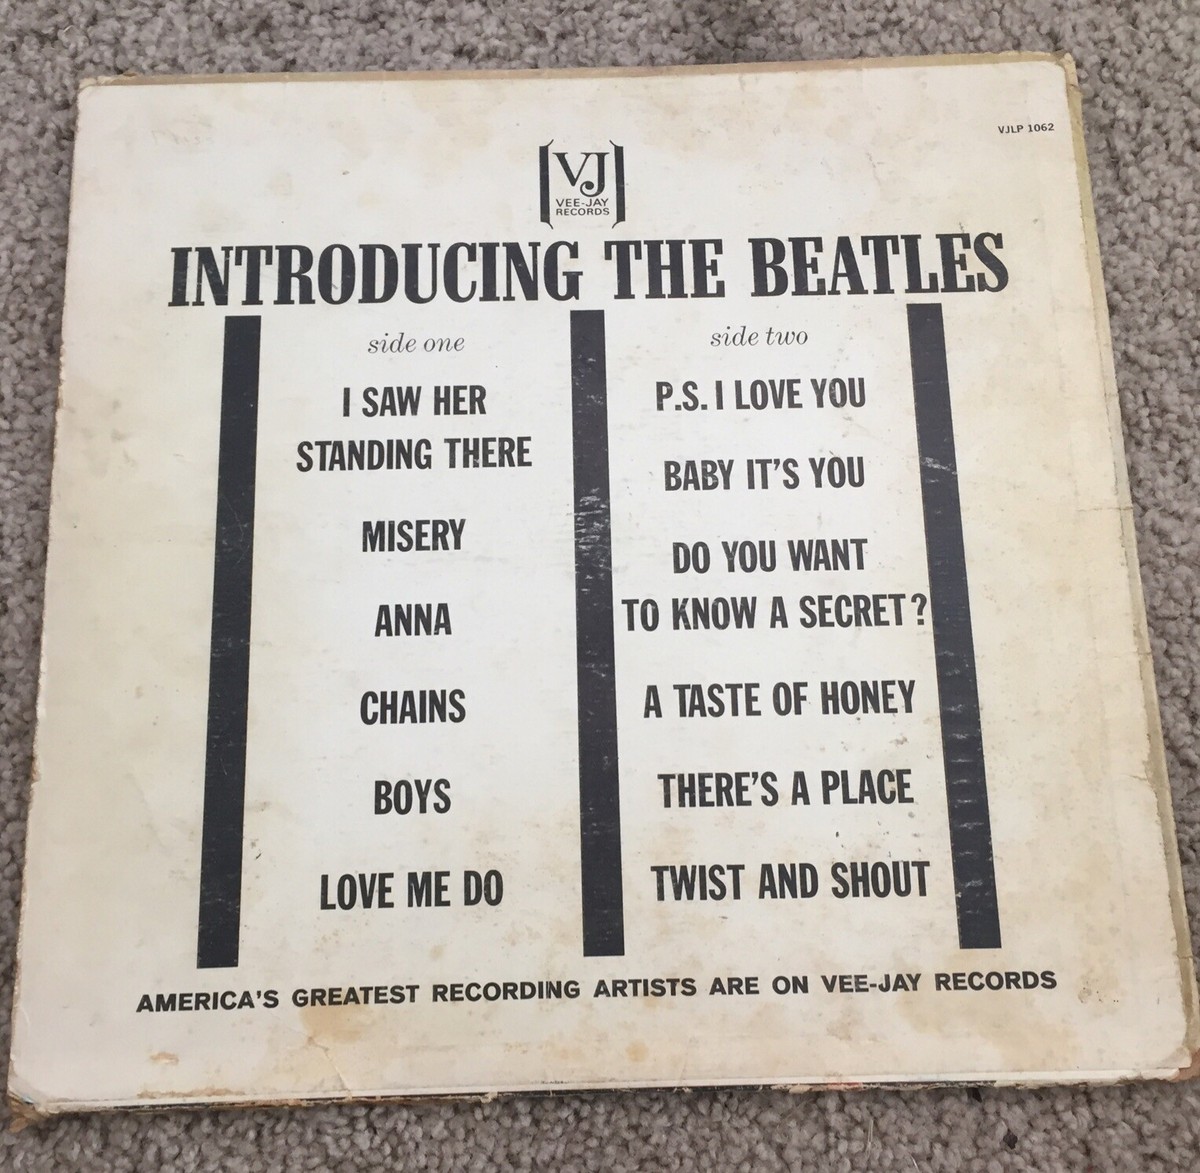 VJLP 1062
VJ
VEE-JAY
RECORDS
INTRODUCING THE BEATLES
side one
I SAW HER
STANDING THERE
MISERY
ANNA
CHAINS
BOYS
LOVE ME DO
side two
P.S. I LOVE YOU
BABY IT'S YOU
DO YOU WANT
TO KNOW A SECRET?
A TASTE OF HONEY
THERE'S A PLACE
TWIST AND SHOUT
AMERICA'S GREATEST RECORDING ARTISTS ARE ON VEE-JAY RECORDS